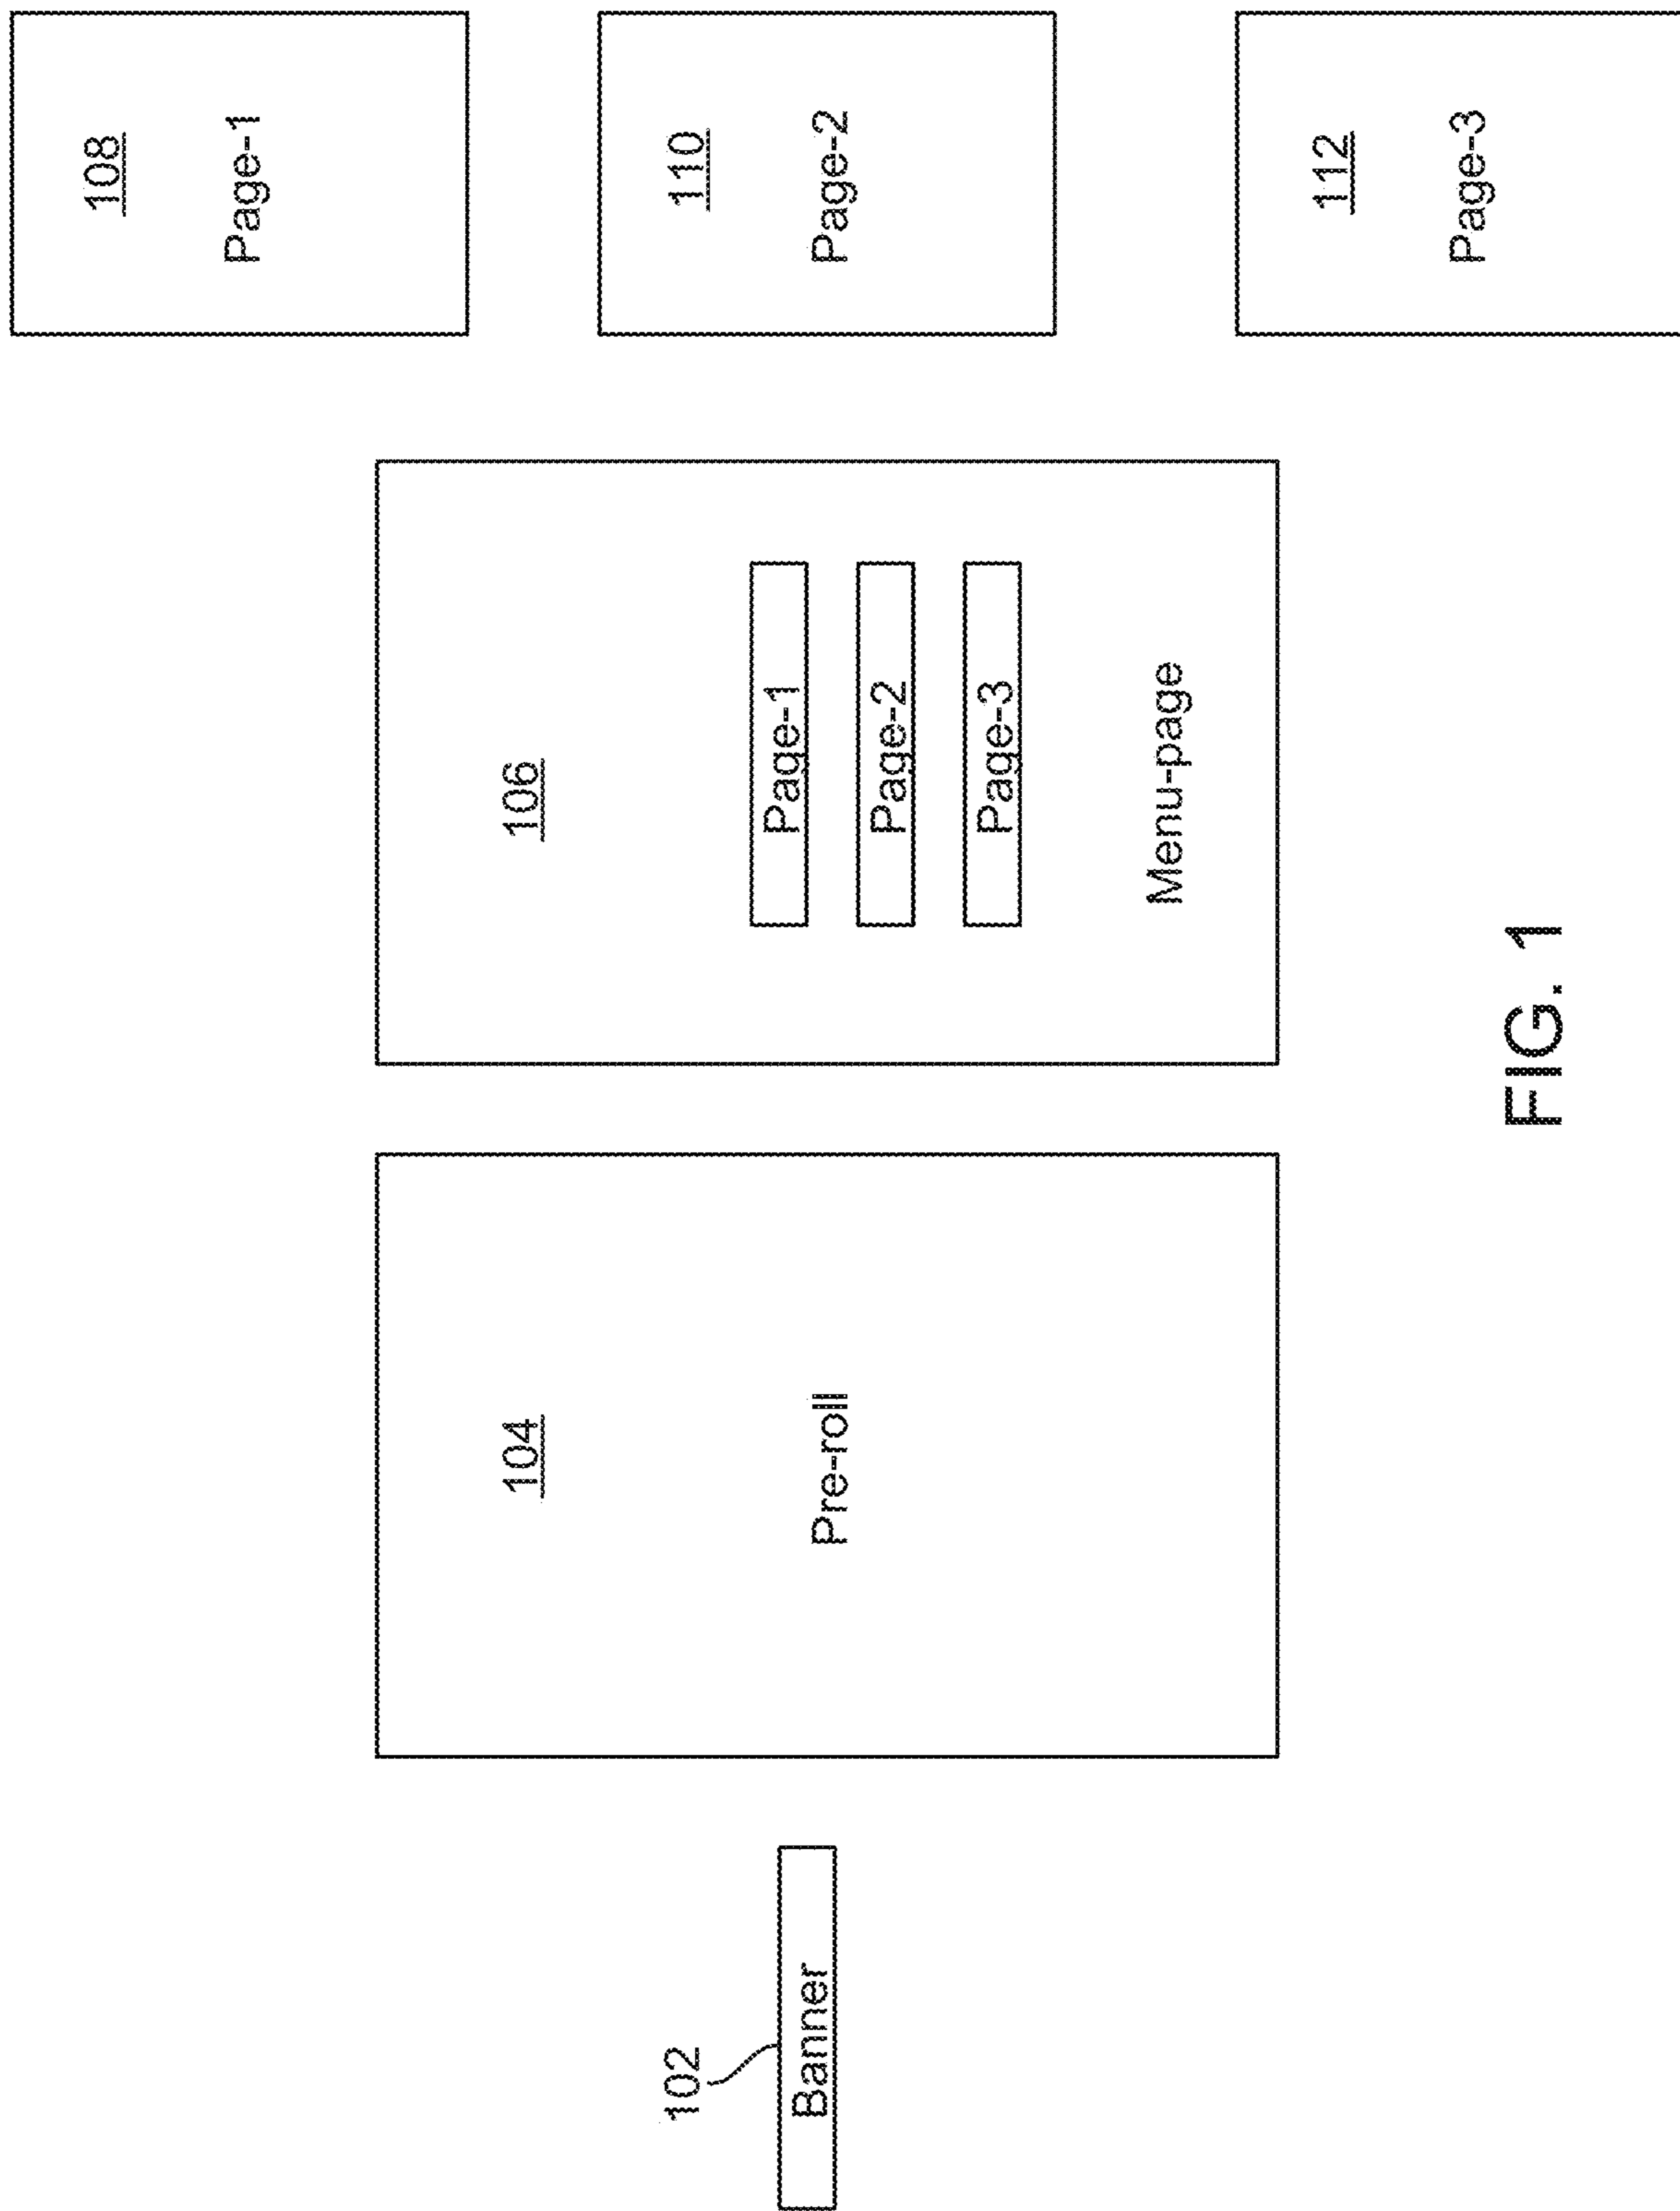 102
Banner
104
Pre-roll
106
Page-1
Page-2
Page-3
Menu-page
108
Page-1
110
Page-2
112
Page-3
FIG. 1